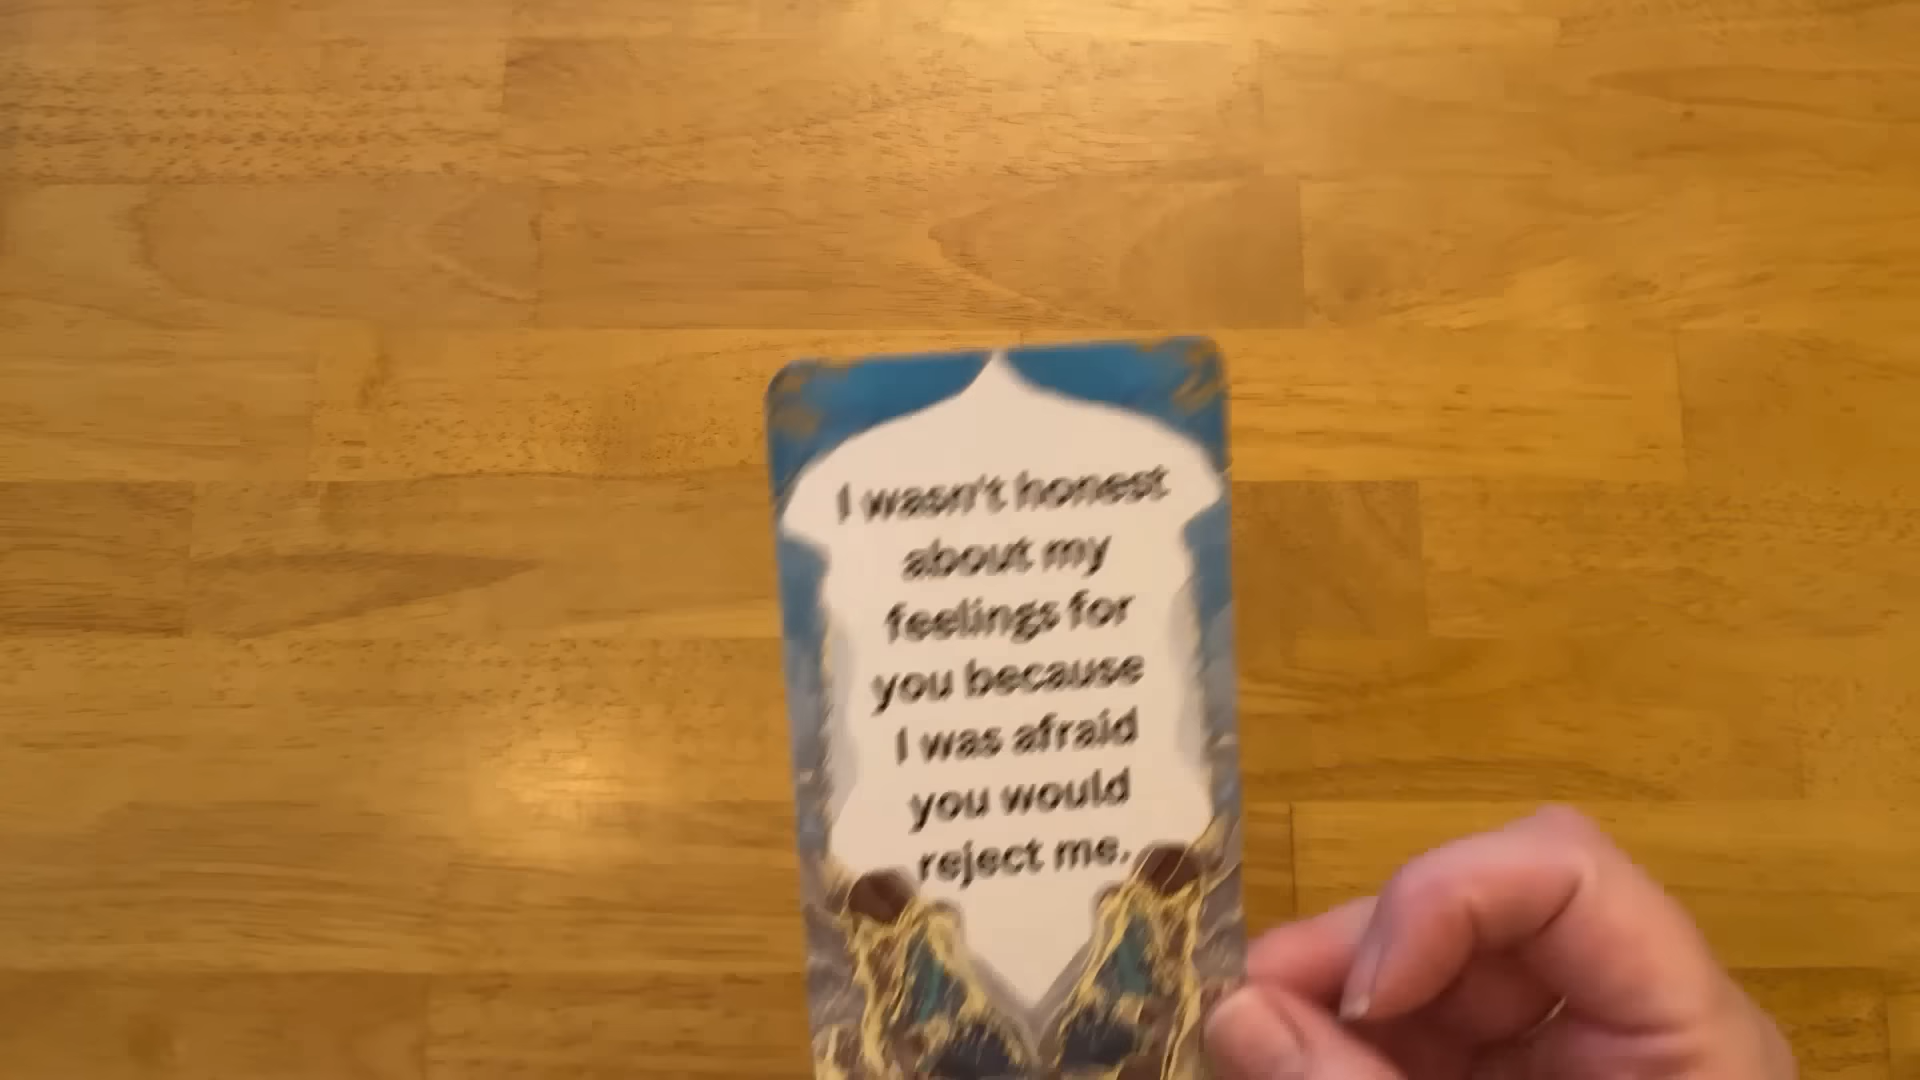 I wasn't honest
about my
feelings for
you because
I was afraid
you would
reject me.